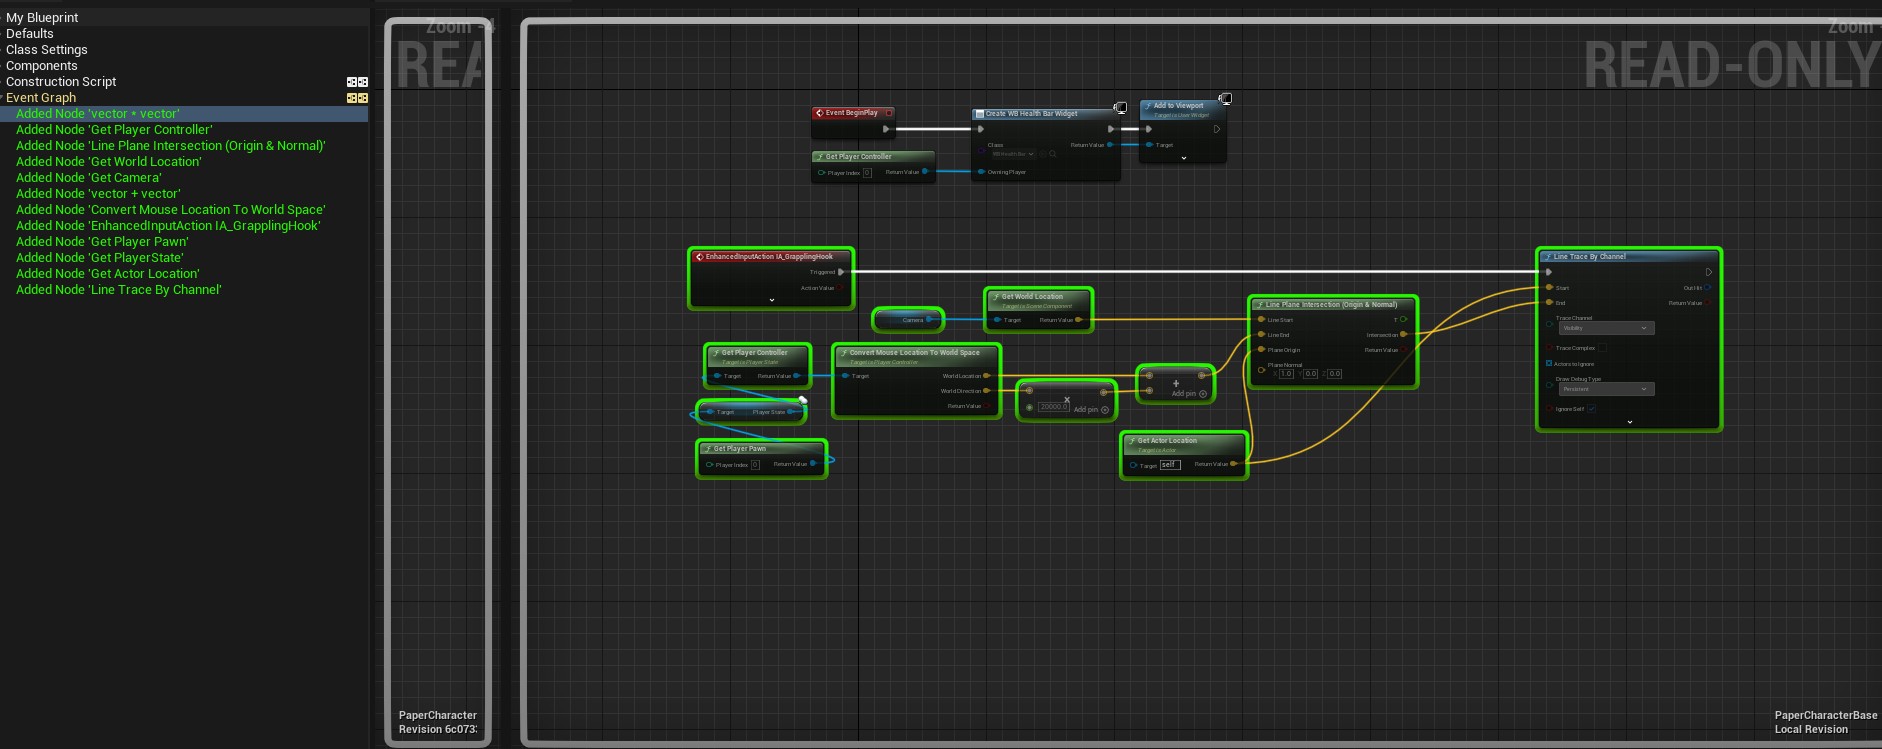 My Blueprint
Defaults
Class Settings
Components
Construction Script
Event Graph
Added Node 'vector * vector'
Added Node 'Get Player Controller'
Added Node 'Line Plane Intersection (Origin & Normal)'
Added Node 'Get World Location'
Added Node 'Get Camera'
Added Node 'vector + vector'
Added Node 'Convert Mouse Location To World Space'
Added Node 'EnhancedInputAction IA_GrapplingHook'
Added Node 'Get Player Pawn'
Added Node 'Get PlayerState'
Added Node 'Get Actor Location'
Added Node 'Line Trace By Channel'
Zoom -4
REA
PaperCharacter
Revision 6c073
Zoom
READ-ONLY
Event BeginPlay
Create WB Health Bar Widget
Class
WB Health Bar
Return Value
Owning Player
Add to Viewport
Target is User Widget
Target
Get Player Controller
Player Index 0
Return Value
EnhancedInputAction IA_GrapplingHook
Triggered
Action Value
Camera
Get World Location
Target is Scene Component
Target
Return Value
Line Plane Intersection (Origin & Normal)
Line Start
T
Line End
Intersection
Plane Origin
Return Value
Plane Normal
X 1.0 Y 0.0 Z 0.0
Line Trace By Channel
Start
Out Hit
End
Return Value
Trace Channel
Visibility
Trace Complex
Actors to Ignore
Draw Debug Type
Persistent
Ignore Self
Get Player Controller
Target is Player State
Target
Return Value
Convert Mouse Location To World Space
Target is Player Controller
Target
World Location
World Direction
Return Value
x
20000.0
Add pin
+
Add pin
Target
Player State
Get Player Pawn
Player Index 0
Return Value
Get Actor Location
Target is Actor
Target self
Return Value
PaperCharacterBase
Local Revision